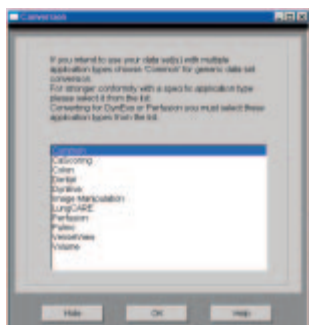 Conversion
If you intend to use your data set(s) with multiple
application types choose 'Common' for generic data set
conversion.
For stronger conformity with a specific application type
please select it from the list.
Converting for DynEva or Perfusion you must select these
application types from the list.
Common
CaScoring
Colon
Dental
DynEva
Image Manipulation
LungCARE
Perfusion
Pulmo
VesselView
Volume
Hide
OK
Help